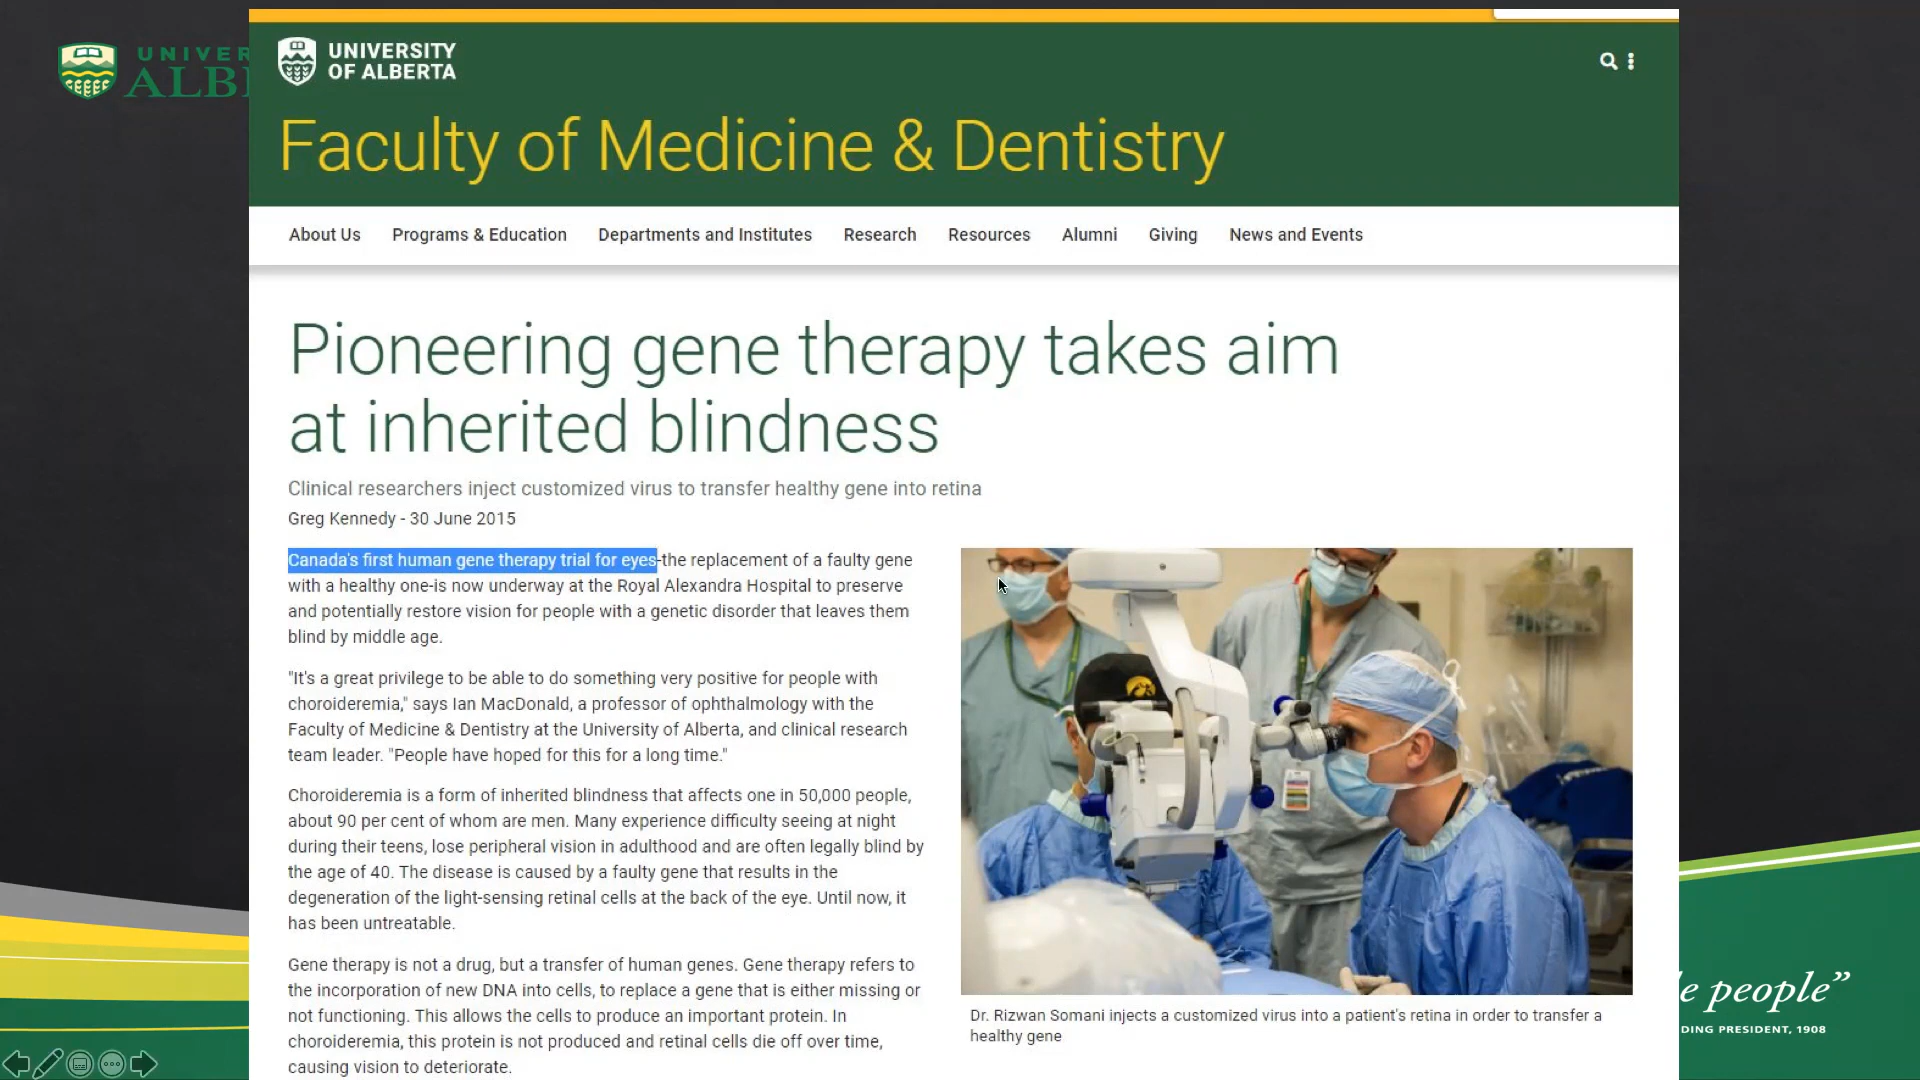 UNIVER
ALB
UNIVERSITY
OF ALBERTA
Faculty of Medicine & Dentistry
About Us Programs & Education Departments and Institutes Research Resources Alumni Giving News and Events
Pioneering gene therapy takes aim
at inherited blindness
Clinical researchers inject customized virus to transfer healthy gene into retina
Greg Kennedy - 30 June 2015
Canada's first human gene therapy trial for eyes-the replacement of a faulty gene
with a healthy one-is now underway at the Royal Alexandra Hospital to preserve
and potentially restore vision for people with a genetic disorder that leaves them
blind by middle age.
"It's a great privilege to be able to do something very positive for people with
choroideremia," says Ian MacDonald, a professor of ophthalmology with the
Faculty of Medicine & Dentistry at the University of Alberta, and clinical research
team leader. "People have hoped for this for a long time."
Choroideremia is a form of inherited blindness that affects one in 50,000 people,
about 90 per cent of whom are men. Many experience difficulty seeing at night
during their teens, lose peripheral vision in adulthood and are often legally blind by
the age of 40. The disease is caused by a faulty gene that results in the
degeneration of the light-sensing retinal cells at the back of the eye. Until now, it
has been untreatable.
Gene therapy is not a drug, but a transfer of human genes. Gene therapy refers to
the incorporation of new DNA into cells, to replace a gene that is either missing or
not functioning. This allows the cells to produce an important protein. In
choroideremia, this protein is not produced and retinal cells die off over time,
causing vision to deteriorate.
Dr. Rizwan Somani injects a customized virus into a patient's retina in order to transfer a
healthy gene
e people”
DING PRESIDENT, 1908